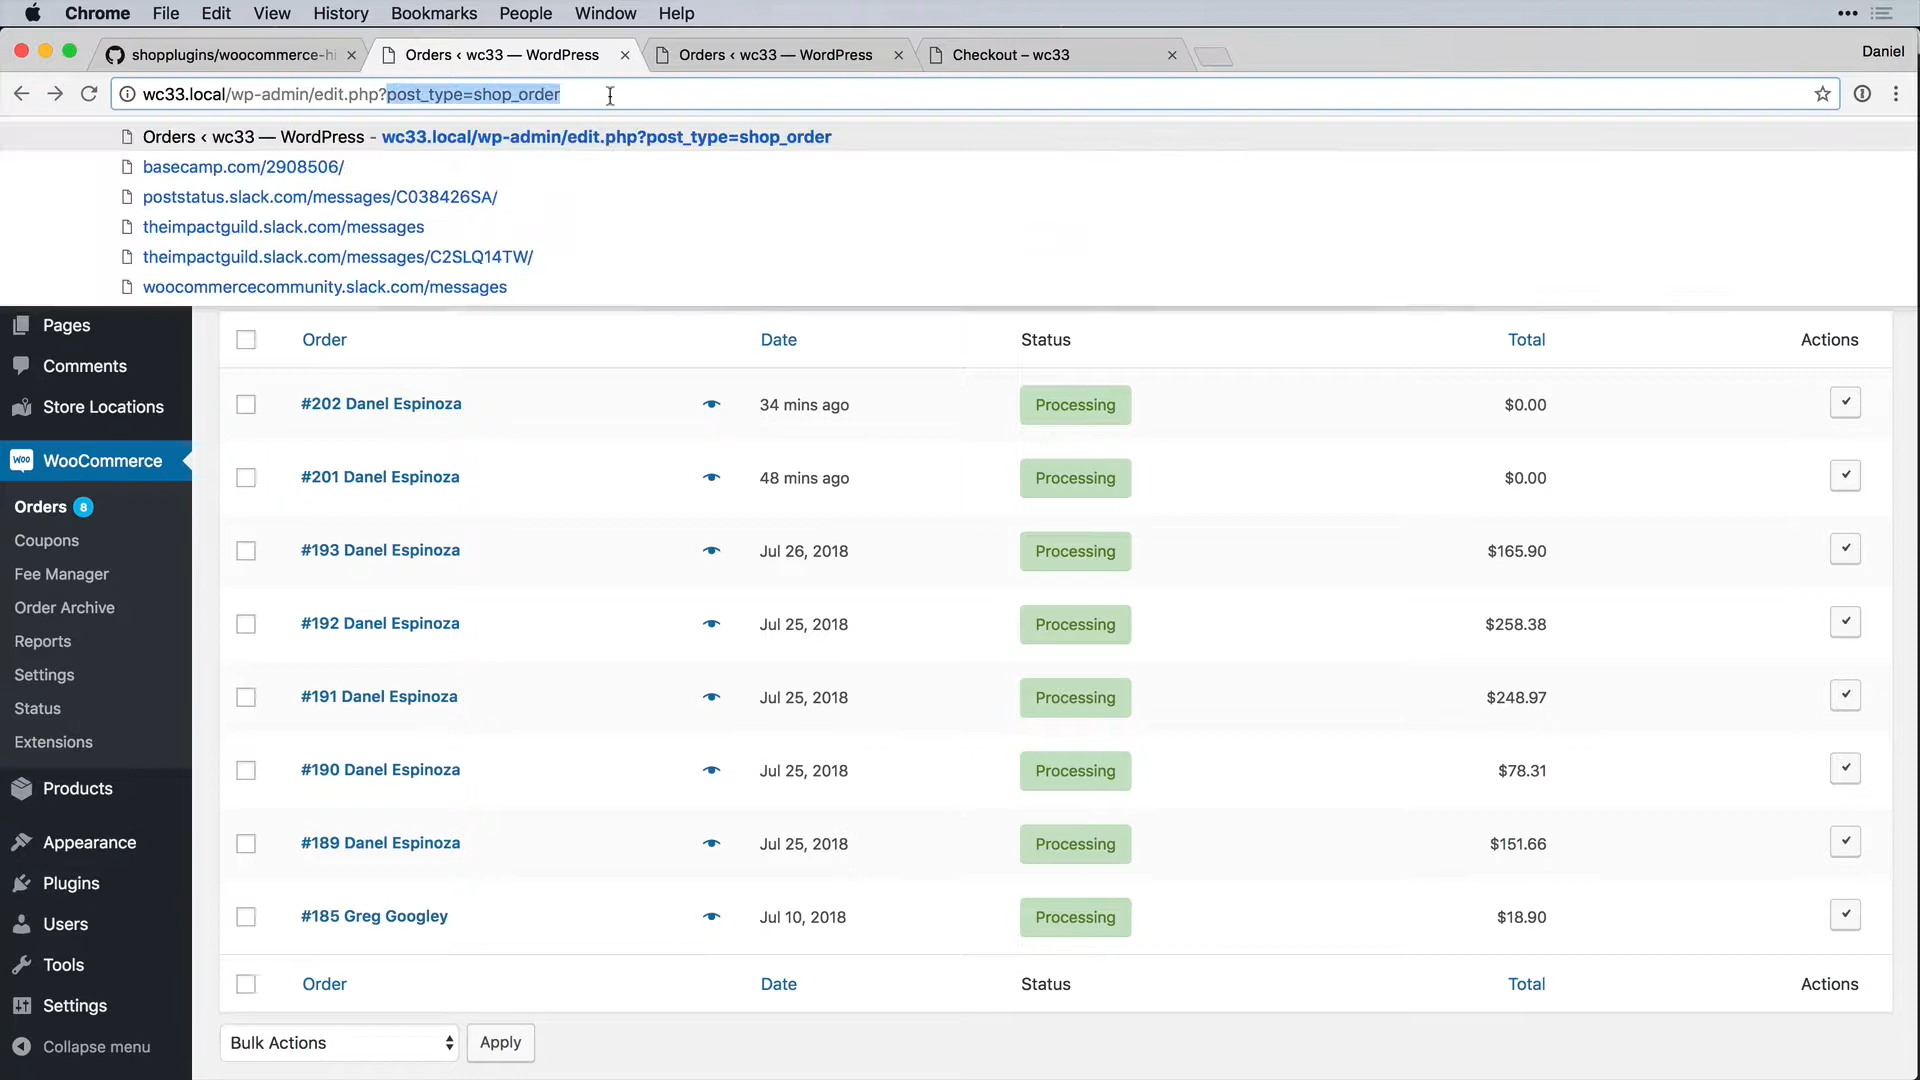 Chrome File Edit View History Bookmarks People Window Help
shopplugins/woocommerce-hi Orders ‹ wc33 — WordPress Orders ‹ wc33 — WordPress Checkout – wc33 Daniel
wc33.local/wp-admin/edit.php?post_type=shop_order
Orders ‹ wc33 — WordPress - wc33.local/wp-admin/edit.php?post_type=shop_order
basecamp.com/2908506/
poststatus.slack.com/messages/C038426SA/
theimpactguild.slack.com/messages
theimpactguild.slack.com/messages/C2SLQ14TW/
woocommercecommunity.slack.com/messages
Pages
Comments
Store Locations
WOO WooCommerce
Orders 8
Coupons
Fee Manager
Order Archive
Reports
Settings
Status
Extensions
Products
Appearance
Plugins
Users
Tools
Settings
Collapse menu
Order Date Status Total Actions
#202 Danel Espinoza 34 mins ago Processing $0.00
#201 Danel Espinoza 48 mins ago Processing $0.00
#193 Danel Espinoza Jul 26, 2018 Processing $165.90
#192 Danel Espinoza Jul 25, 2018 Processing $258.38
#191 Danel Espinoza Jul 25, 2018 Processing $248.97
#190 Danel Espinoza Jul 25, 2018 Processing $78.31
#189 Danel Espinoza Jul 25, 2018 Processing $151.66
#185 Greg Googley Jul 10, 2018 Processing $18.90
Order Date Status Total Actions
Bulk Actions Apply